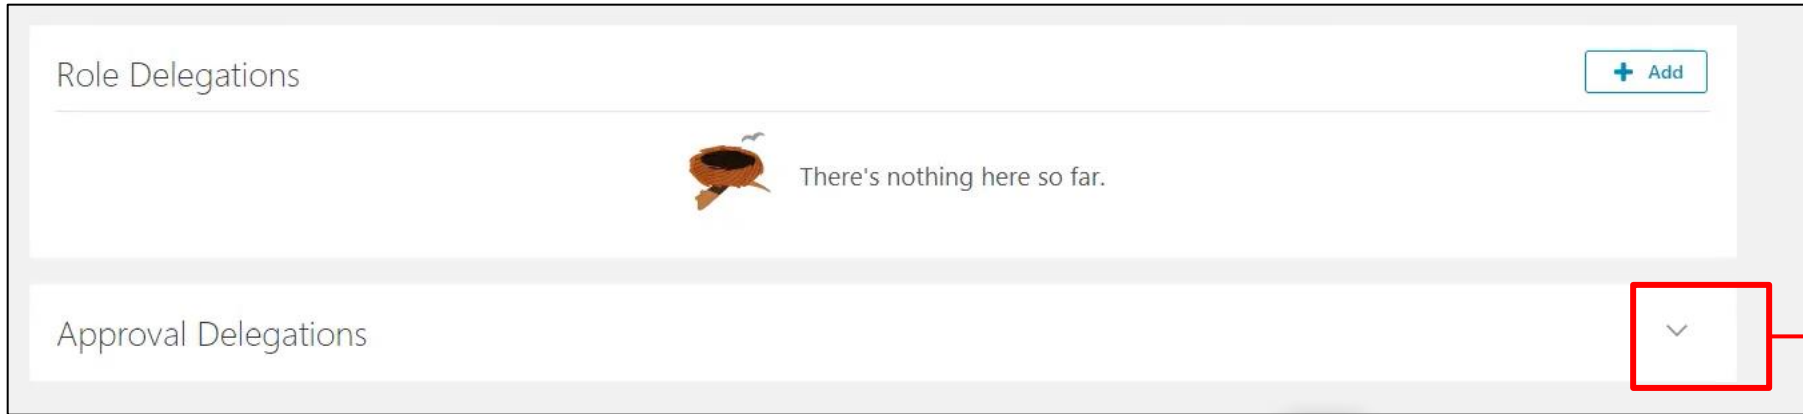 Role Delegations
Add
There's nothing here so far.
Approval Delegations